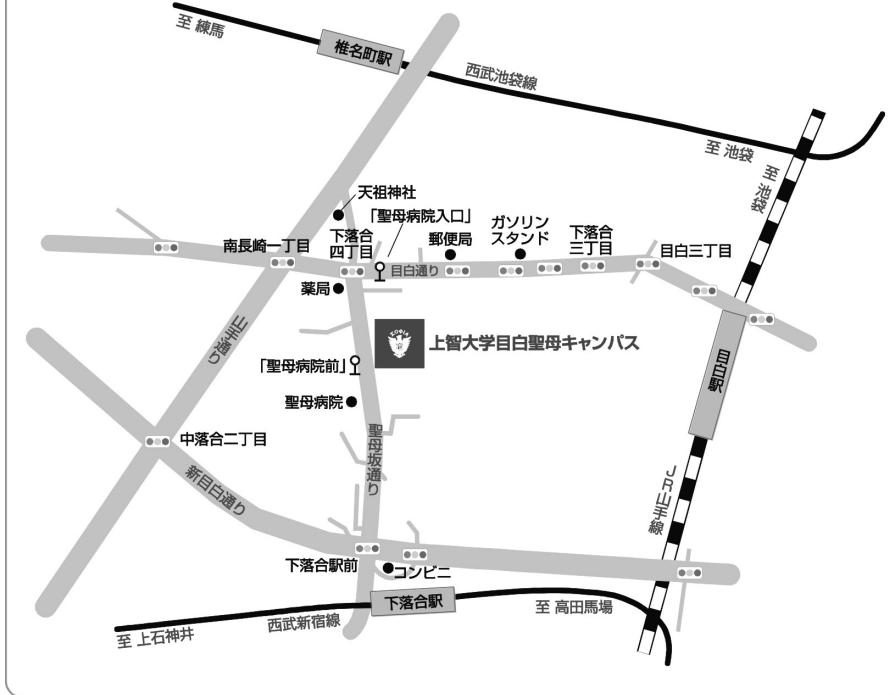 至 練馬
椎名町駅
西武池袋線
至 池袋
至 池袋
天祖神社
「聖母病院入口」
南長崎一丁目
下落合
四丁目
郵便局
ガソリン
スタンド
下落合
三丁目
目白三丁目
目白通り
薬局
山手通り
上智大学目白聖母キャンパス
「聖母病院前」
目白駅
聖母病院
中落合二丁目
聖母坂通り
新目白通り
JR山手線
下落合駅前
コンビニ
下落合駅
至 高田馬場
西武新宿線
至 上石神井